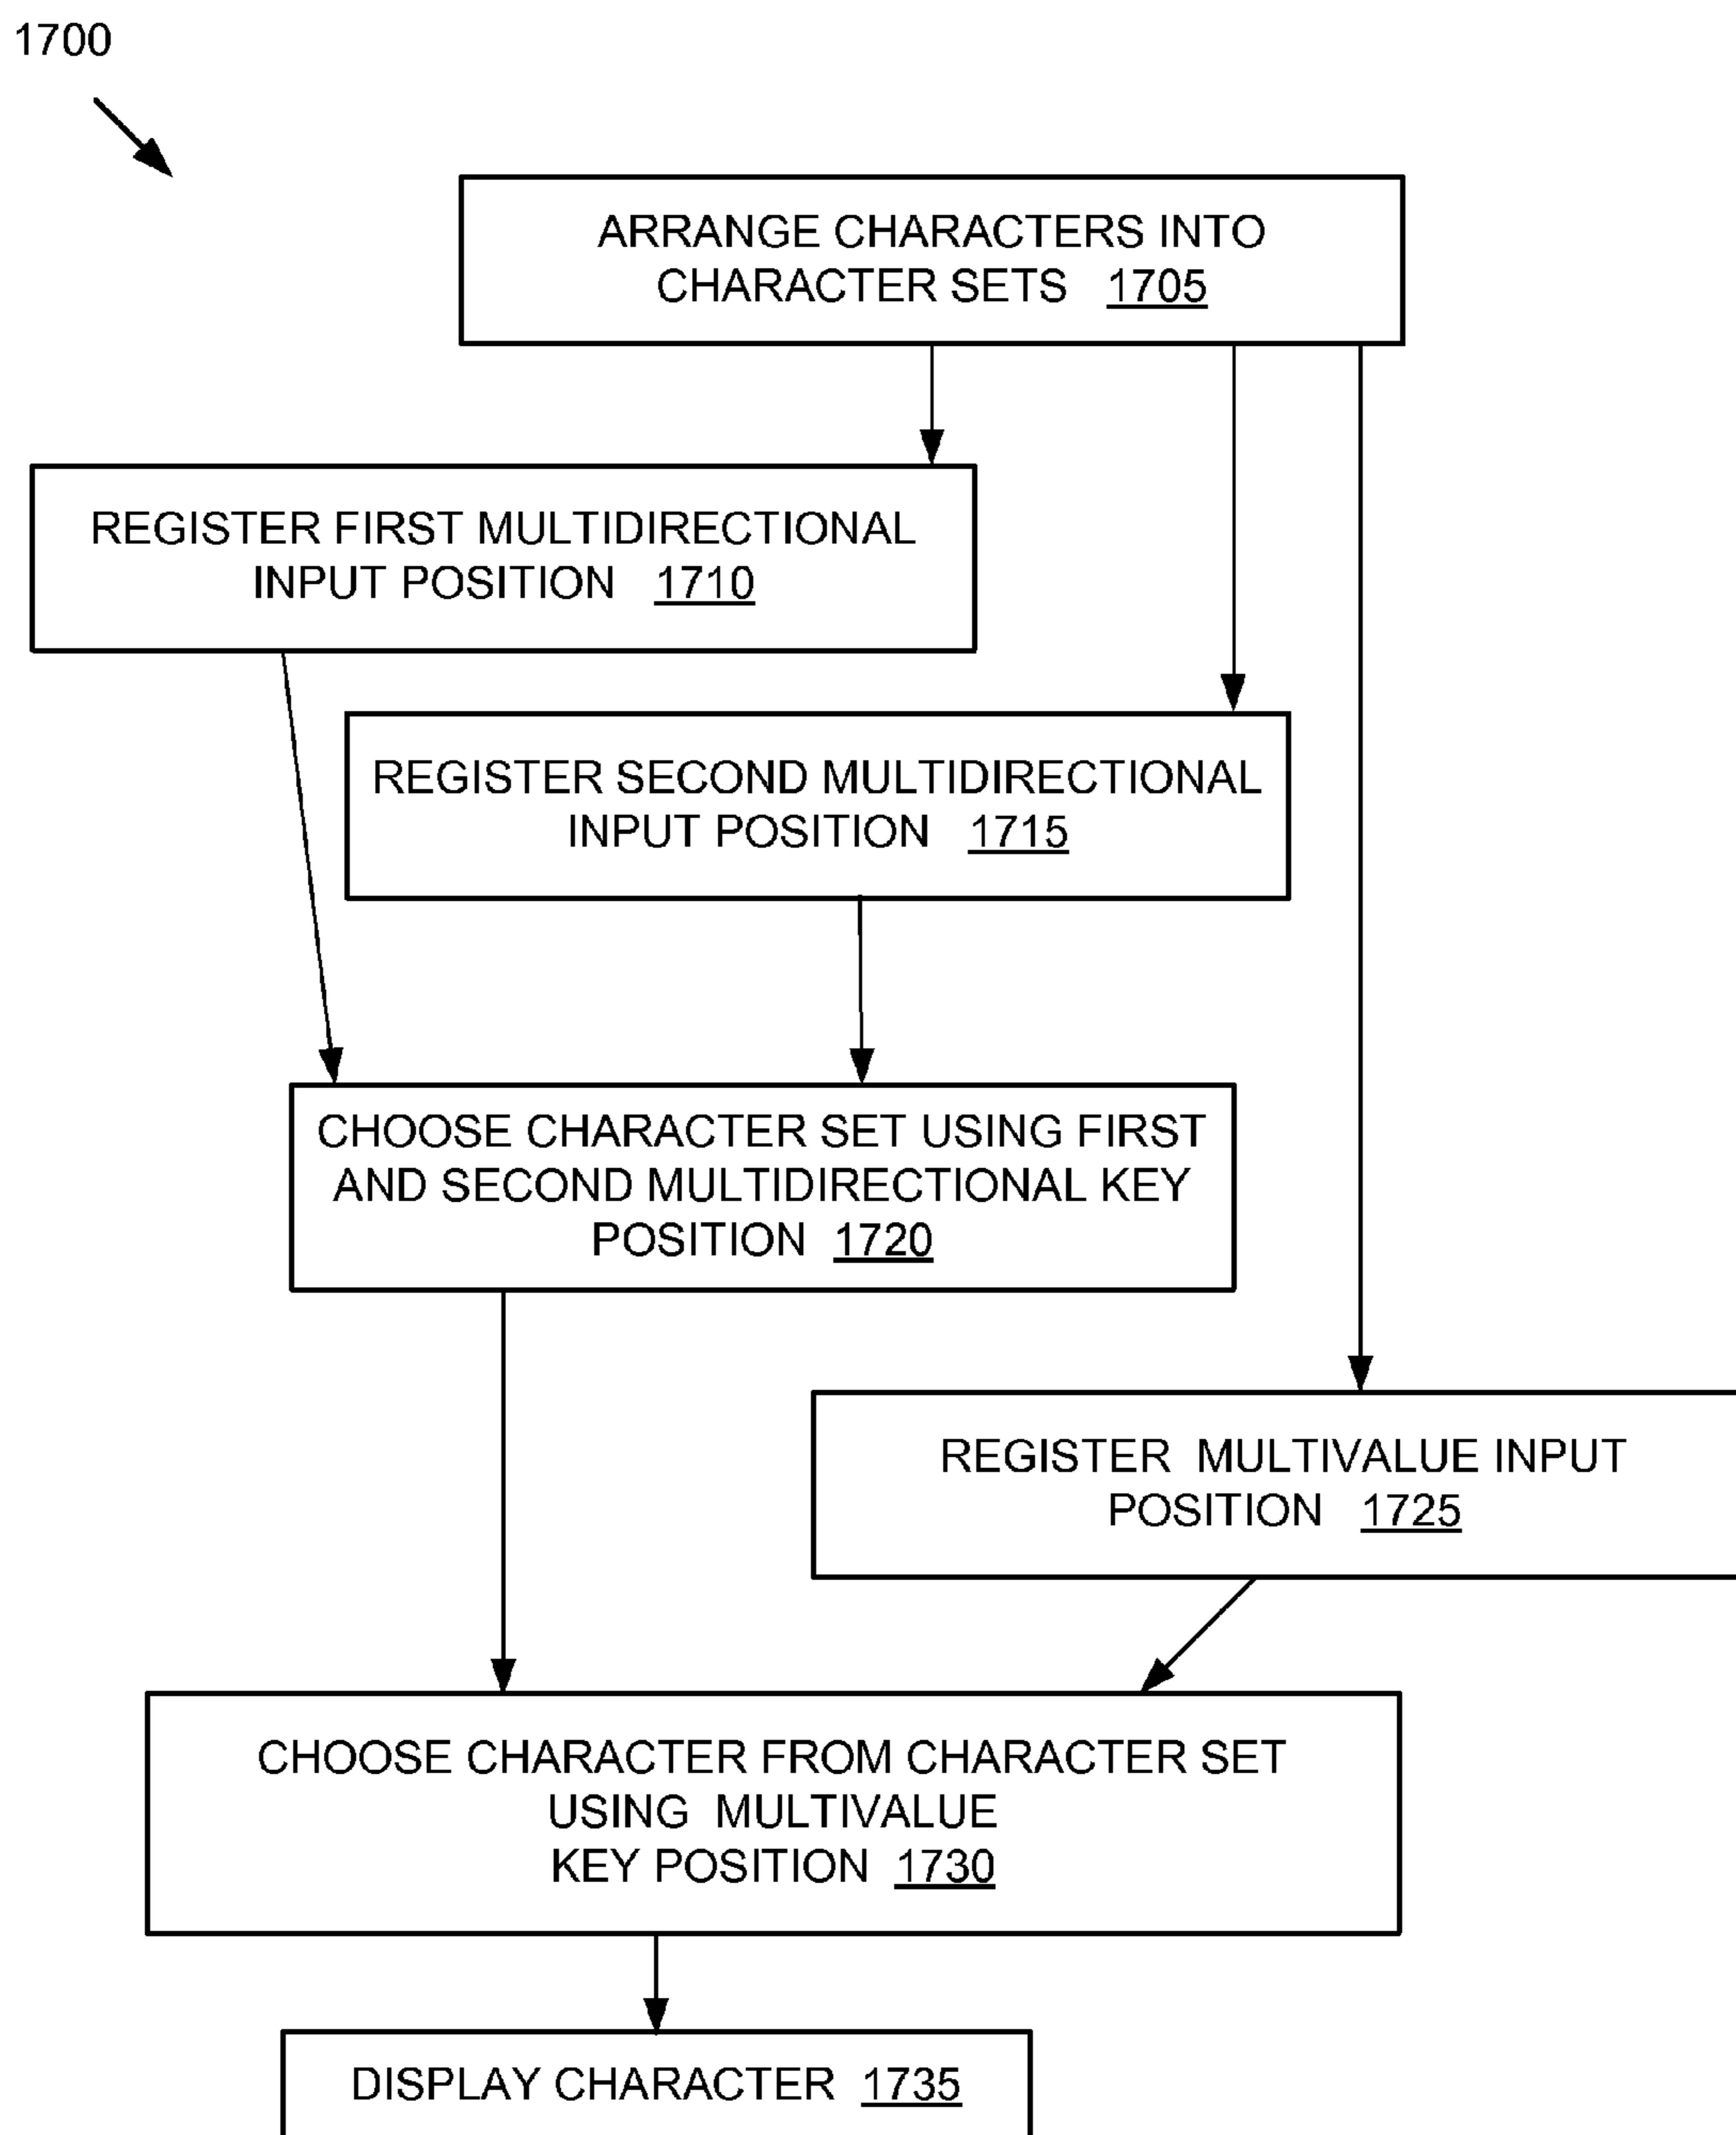 1700
ARRANGE CHARACTERS INTO
CHARACTER SETS 1705
REGISTER FIRST MULTIDIRECTIONAL
INPUT POSITION 1710
REGISTER SECOND MULTIDIRECTIONAL
INPUT POSITION 1715
CHOOSE CHARACTER SET USING FIRST
AND SECOND MULTIDIRECTIONAL KEY
POSITION 1720
REGISTER MULTIVALUE INPUT
POSITION 1725
CHOOSE CHARACTER FROM CHARACTER SET
USING MULTIVALUE
KEY POSITION 1730
DISPLAY CHARACTER 1735